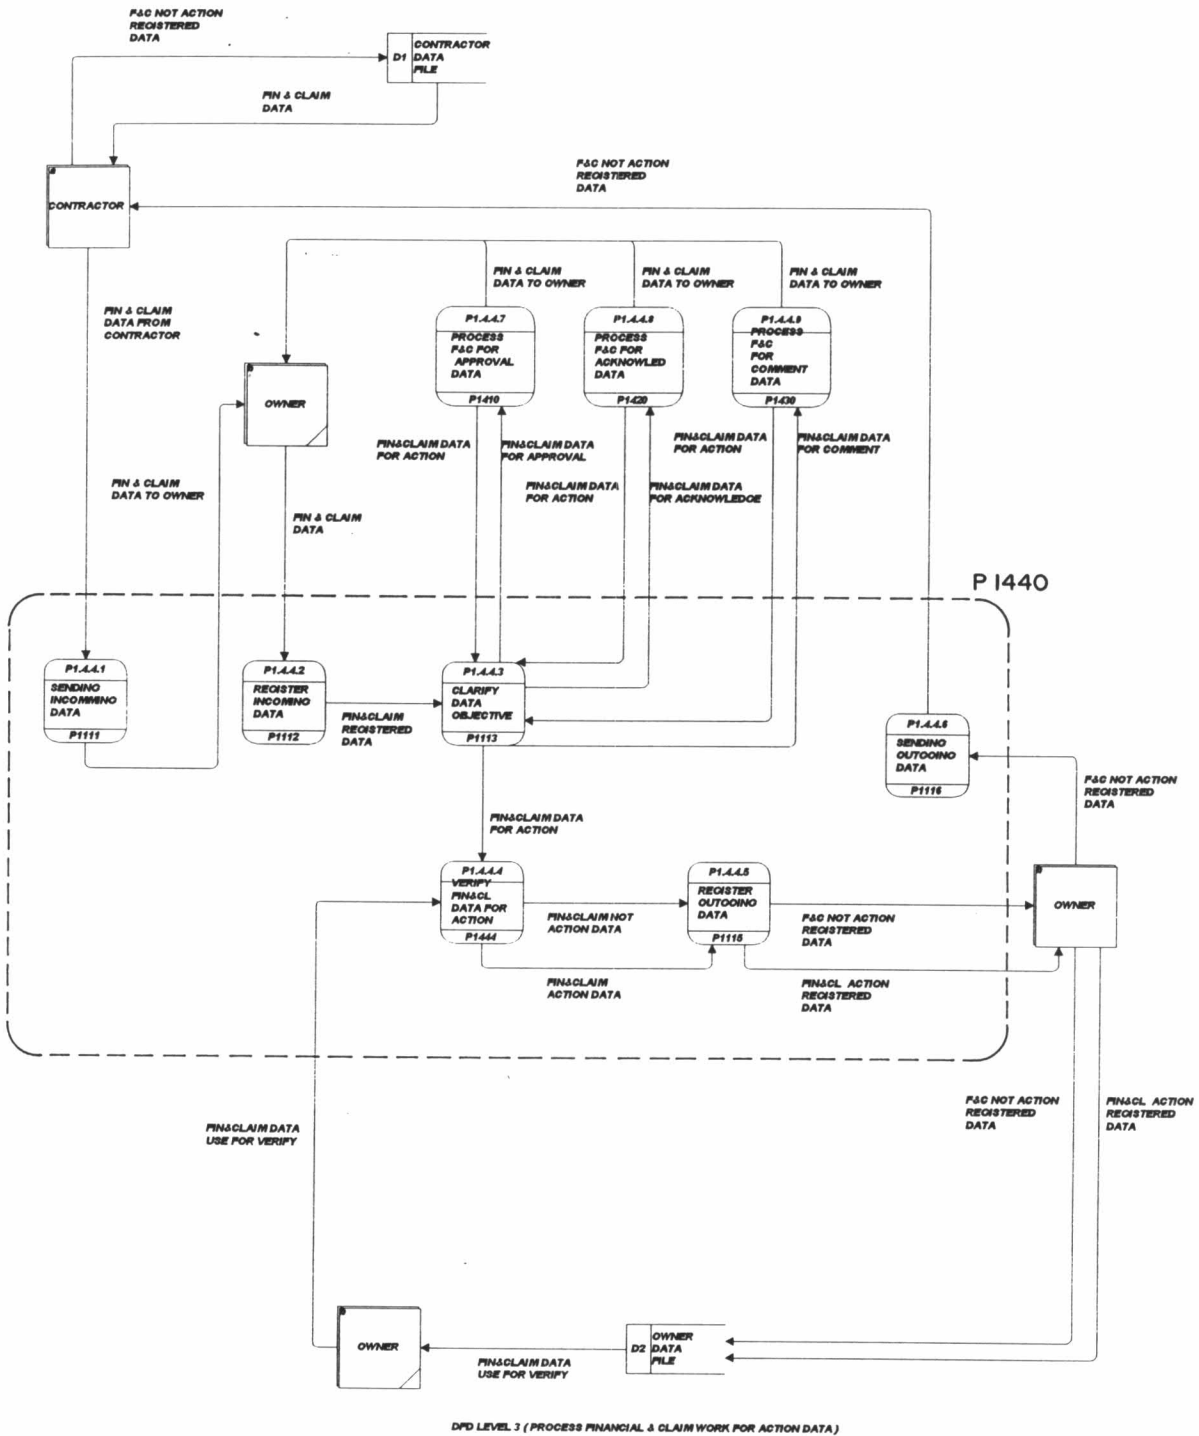 F&C NOT ACTION
REGISTERED
DATA
D1
CONTRACTOR
DATA
FILE
FIN & CLAIM
DATA
a
CONTRACTOR
F&C NOT ACTION
REGISTERED
DATA
FIN & CLAIM
DATA FROM
CONTRACTOR
FIN & CLAIM
DATA TO OWNER
FIN & CLAIM
DATA TO OWNER
FIN & CLAIM
DATA TO OWNER
P1.4.4.7
PROCESS
F&C FOR
APPROVAL
DATA
P1410
P1.4.4.8
PROCESS
F&C FOR
ACKNOWLED
DATA
P1420
P1.4.4.9
PROCESS
F&C
FOR
COMMENT
DATA
P1430
b
OWNER
FIN&CLAIM DATA
FOR ACTION
FIN&CLAIM DATA
FOR APPROVAL
FIN&CLAIM DATA
FOR ACTION
FIN&CLAIM DATA
FOR ACKNOWLEDGE
FIN&CLAIM DATA
FOR ACTION
FIN&CLAIM DATA
FOR COMMENT
FIN & CLAIM
DATA TO OWNER
FIN & CLAIM
DATA
P 1440
P1.4.4.1
SENDING
INCOMMING
DATA
P1111
P1.4.4.2
REGISTER
INCOMING
DATA
P1112
FIN&CLAIM
REGISTERED
DATA
P1.4.4.3
CLARIFY
DATA
OBJECTIVE
P1113
P1.4.4.6
SENDING
OUTGOING
DATA
P1116
F&C NOT ACTION
REGISTERED
DATA
FIN&CLAIM DATA
FOR ACTION
P1.4.4.4
VERIFY
FIN&CL
DATA FOR
ACTION
P1444
FIN&CLAIM NOT
ACTION DATA
FIN&CLAIM
ACTION DATA
P1.4.4.5
REGISTER
OUTGOING
DATA
P1115
F&C NOT ACTION
REGISTERED
DATA
FIN&CL ACTION
REGISTERED
DATA
b
OWNER
F&C NOT ACTION
REGISTERED
DATA
FIN&CL ACTION
REGISTERED
DATA
FIN&CLAIM DATA
USE FOR VERIFY
b
OWNER
FIN&CLAIM DATA
USE FOR VERIFY
D2
OWNER
DATA
FILE
DFD LEVEL 3 ( PROCESS FINANCIAL & CLAIM WORK FOR ACTION DATA )